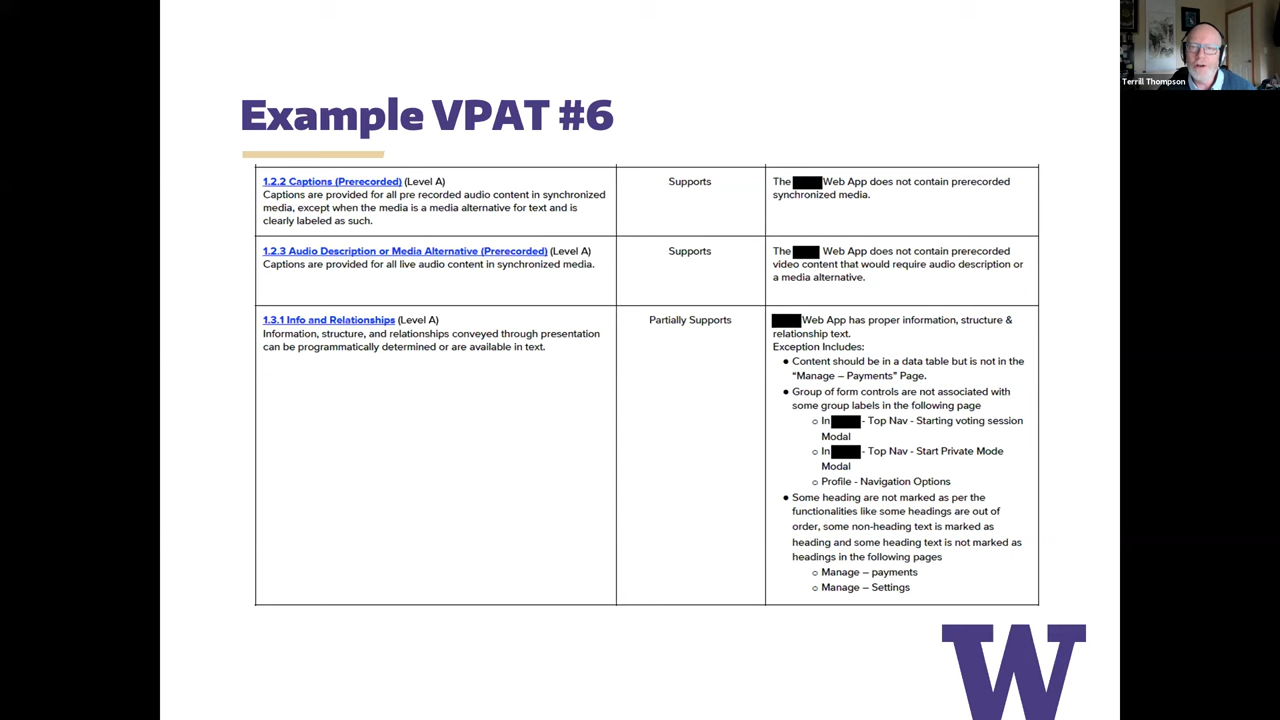 Terrill Thompson
Example VPAT #6
1.2.2 Captions (Prerecorded) (Level A)
Captions are provided for all pre recorded audio content in synchronized
media, except when the media is a media alternative for text and is
clearly labeled as such.
Supports
The Web App does not contain prerecorded
synchronized media.
1.2.3 Audio Description or Media Alternative (Prerecorded) (Level A)
Captions are provided for all live audio content in synchronized media.
Supports
The Web App does not contain prerecorded
video content that would require audio description or
a media alternative.
1.3.1 Info and Relationships (Level A)
Information, structure, and relationships conveyed through presentation
can be programmatically determined or are available in text.
Partially Supports
Web App has proper information, structure &
relationship text.
Exception Includes:
● Content should be in a data table but is not in the
“Manage – Payments” Page.
● Group of form controls are not associated with
some group labels in the following page
o In - Top Nav - Starting voting session
Modal
o In - Top Nav - Start Private Mode
Modal
o Profile - Navigation Options
● Some heading are not marked as per the
functionalities like some headings are out of
order, some non-heading text is marked as
heading and some heading text is not marked as
headings in the following pages
o Manage – payments
o Manage – Settings
W